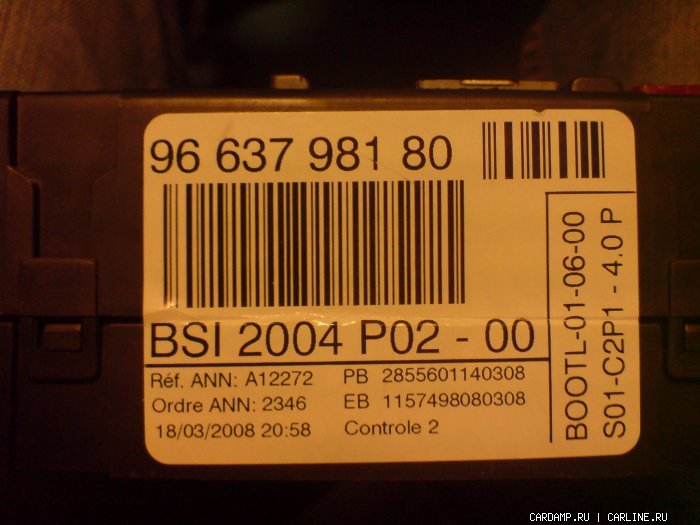 96 637 981 80
BSI 2004 P02 - 00
Réf. ANN: A12272 PB 2855601140308
Ordre ANN: 2346 EB 1157498080308
18/03/2008 20:58 Controle 2
BOOTL-01-06-00
S01-C2P1 - 4.0 P
CARDAMP.RU | CARLINE.RU